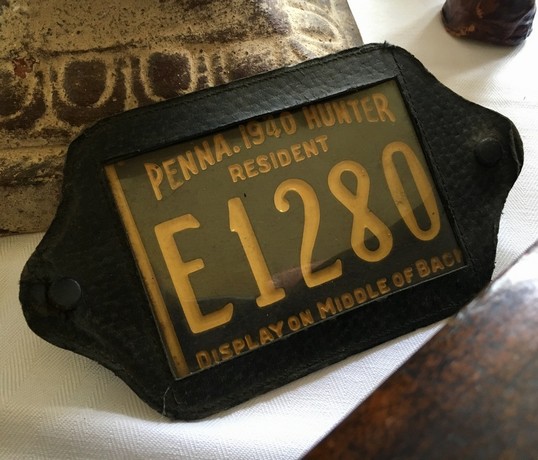 PENNA. 1940 HUNTER
RESIDENT
E1280
DISPLAY ON MIDDLE OF BACK